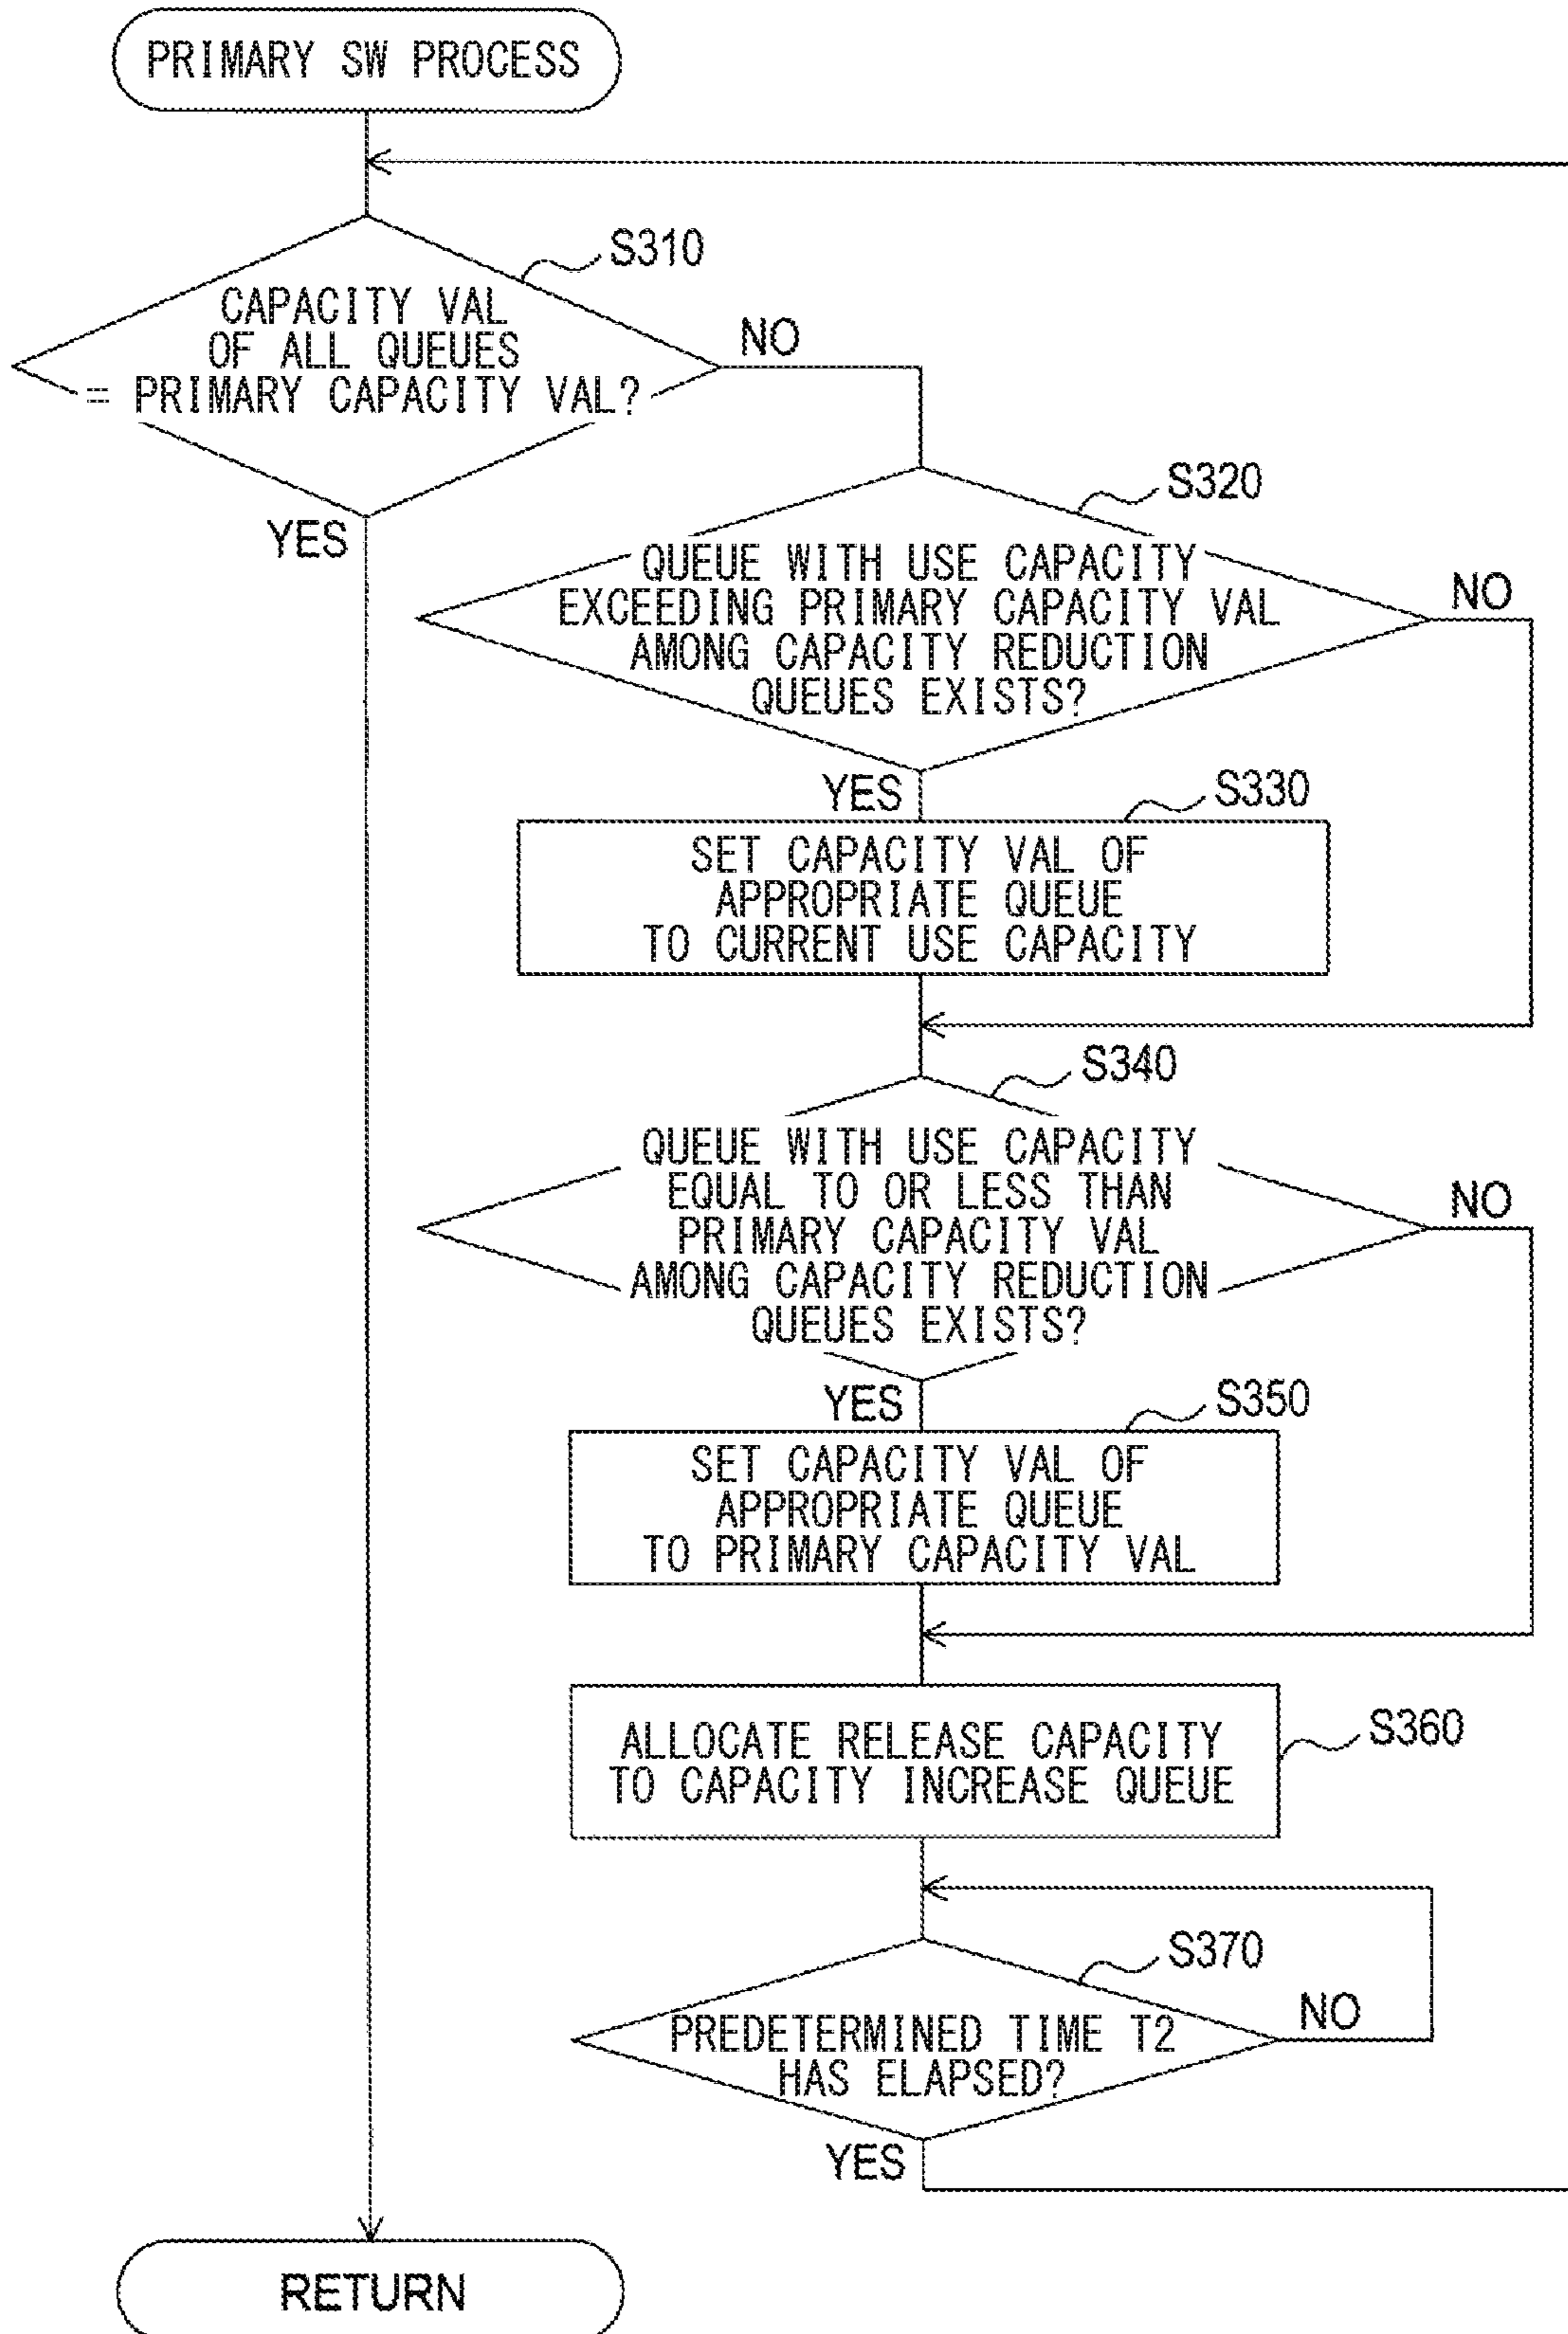 PRIMARY SW PROCESS
S310
CAPACITY VAL
OF ALL QUEUES
= PRIMARY CAPACITY VAL?
NO
YES
S320
QUEUE WITH USE CAPACITY
EXCEEDING PRIMARY CAPACITY VAL
AMONG CAPACITY REDUCTION
QUEUES EXISTS?
NO
YES
S330
SET CAPACITY VAL OF
APPROPRIATE QUEUE
TO CURRENT USE CAPACITY
S340
QUEUE WITH USE CAPACITY
EQUAL TO OR LESS THAN
PRIMARY CAPACITY VAL
AMONG CAPACITY REDUCTION
QUEUES EXISTS?
NO
YES
S350
SET CAPACITY VAL OF
APPROPRIATE QUEUE
TO PRIMARY CAPACITY VAL
ALLOCATE RELEASE CAPACITY
TO CAPACITY INCREASE QUEUE
S360
S370
PREDETERMINED TIME T2
HAS ELAPSED?
NO
YES
RETURN